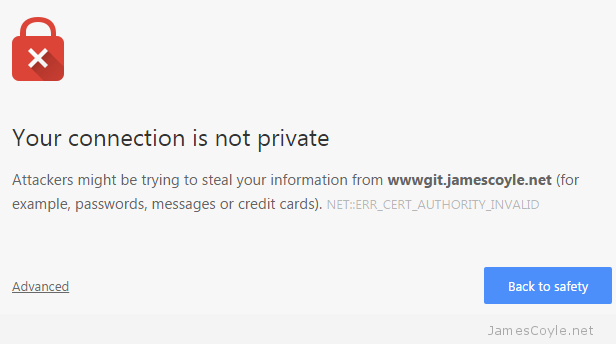 Your connection is not private
Attackers might be trying to steal your information from wwwgit.jamescoyle.net (for
example, passwords, messages or credit cards). NET::ERR_CERT_AUTHORITY_INVALID
Advanced
Back to safety
JamesCoyle.net